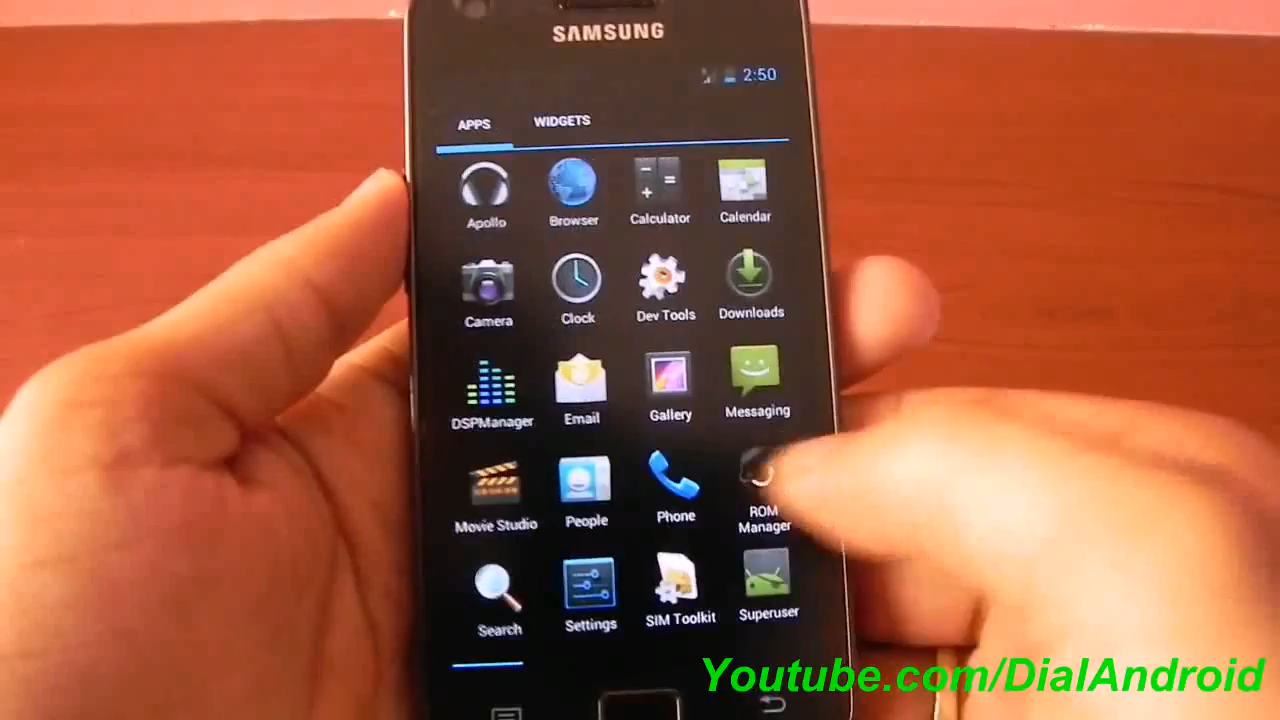 SAMSUNG
2:50
APPS WIDGETS
Apollo Browser Calculator Calendar
Camera Clock Dev Tools Downloads
DSPManager Email Gallery Messaging
Movie Studio People Phone ROM Manager
Search Settings SIM Toolkit Superuser
Youtube.com/DialAndroid